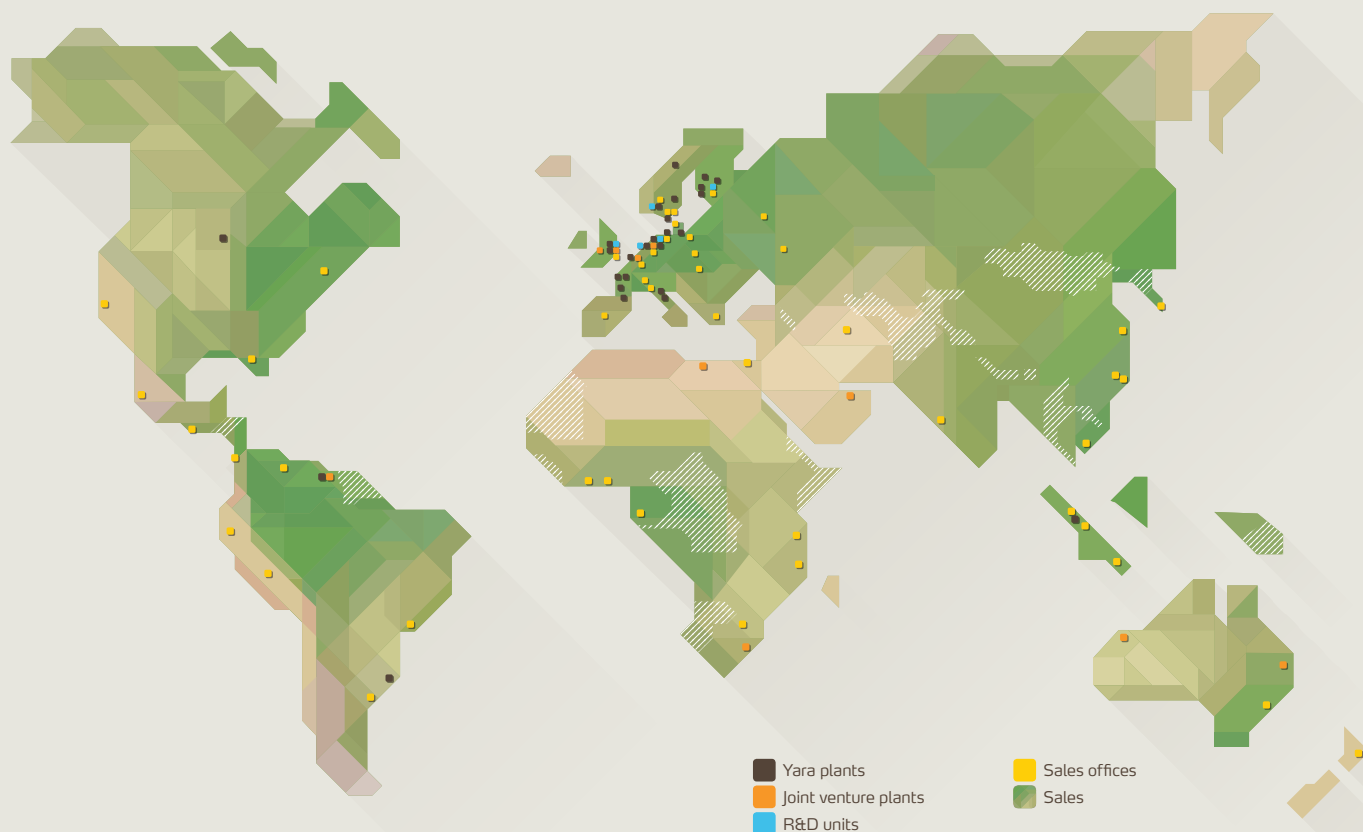 Yara plants
Joint venture plants
R&D units
Sales offices
Sales